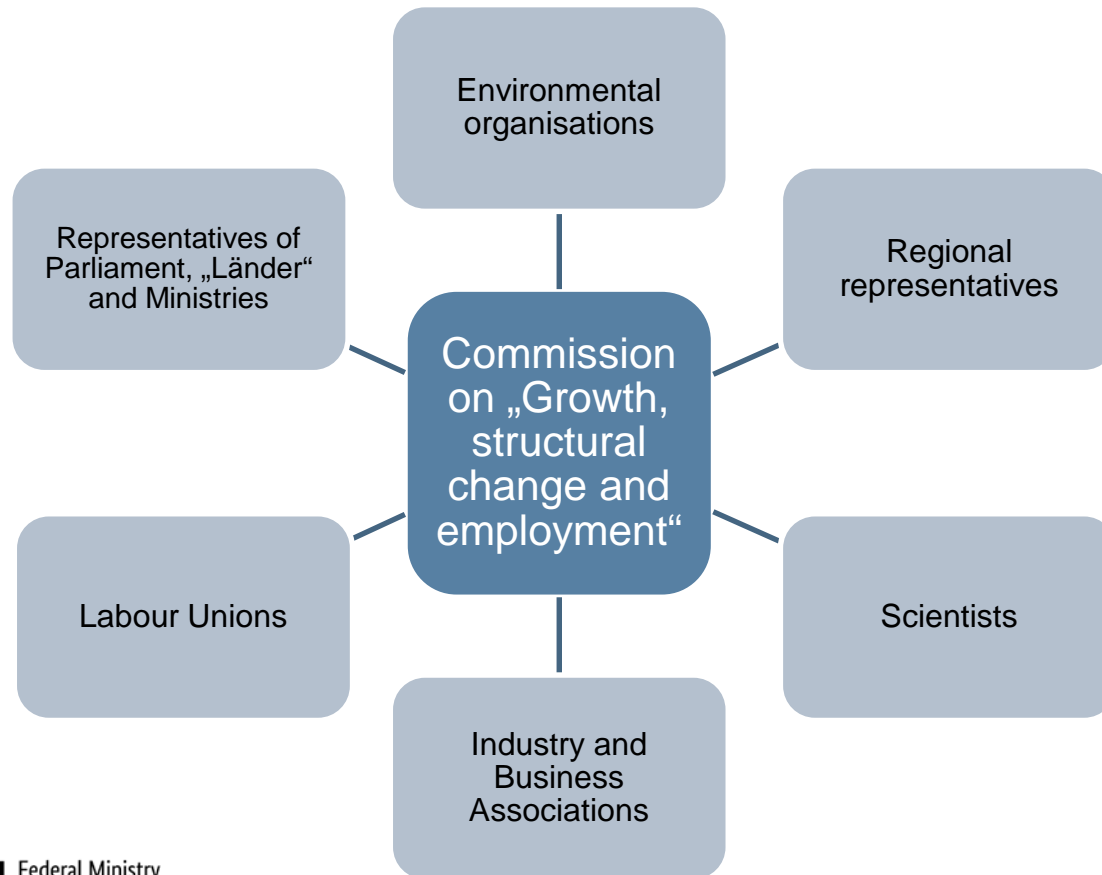 Environmental
organisations
Representatives of
Parliament, „Länder“
and Ministries
Regional
representatives
Commission
on „Growth,
structural
change and
employment“
Labour Unions
Scientists
Industry and
Business
Associations
Federal Ministry